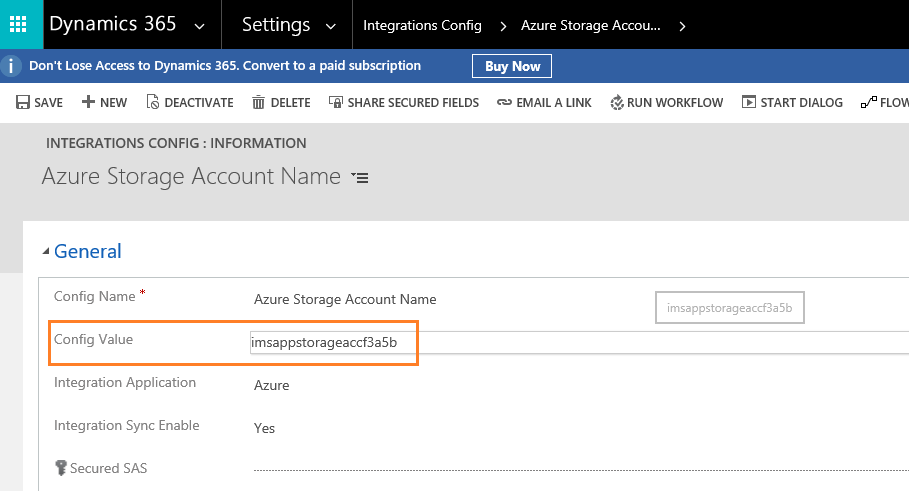 Dynamics 365 Settings Integrations Config Azure Storage Accou...
Don't Lose Access to Dynamics 365. Convert to a paid subscription Buy Now
SAVE NEW DEACTIVATE DELETE SHARE SECURED FIELDS EMAIL A LINK RUN WORKFLOW START DIALOG FLOW
INTEGRATIONS CONFIG : INFORMATION
Azure Storage Account Name
General
Config Name * Azure Storage Account Name
imsappstorageaccf3a5b
Config Value imsappstorageaccf3a5b
Integration Application Azure
Integration Sync Enable Yes
Secured SAS